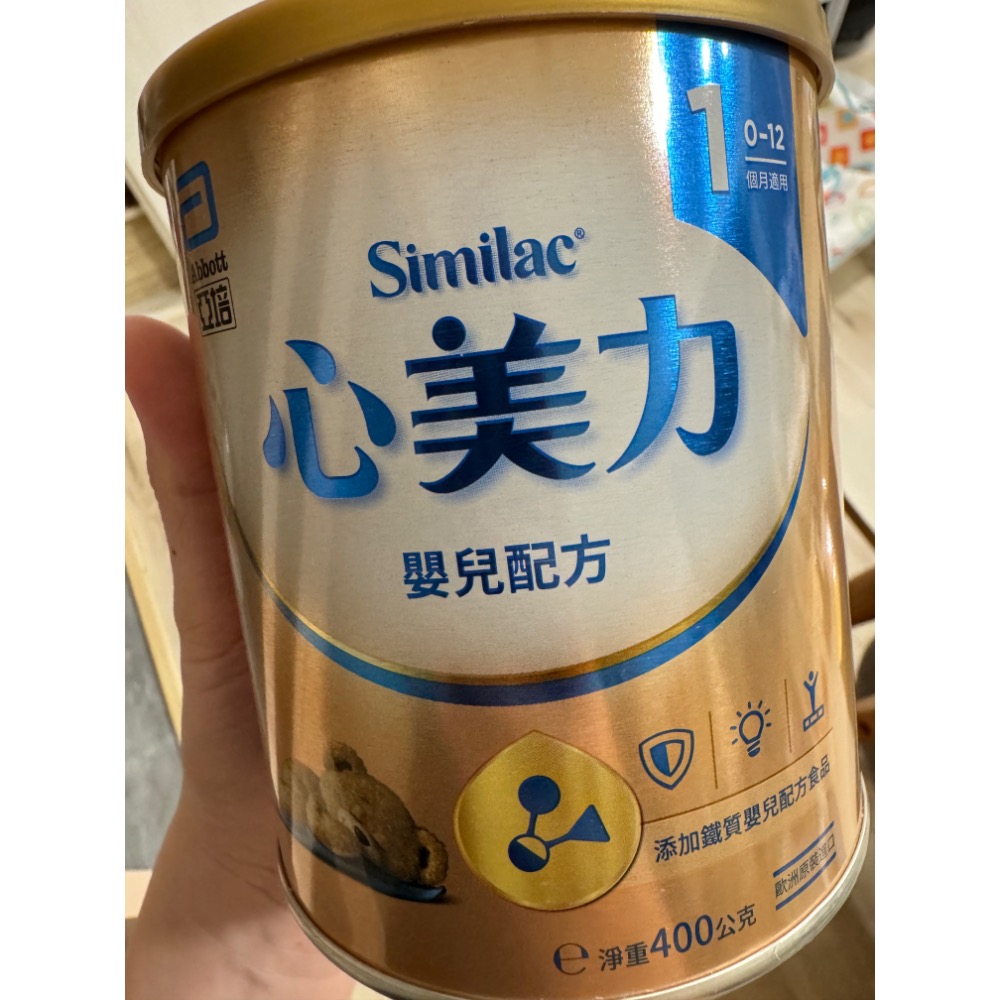 1
0-12
個月適用
Abbott
亞培
Similac®
心美力
嬰兒配方
添加鐵質嬰兒配方食品
歐洲原裝進口
℮ 淨重400公克